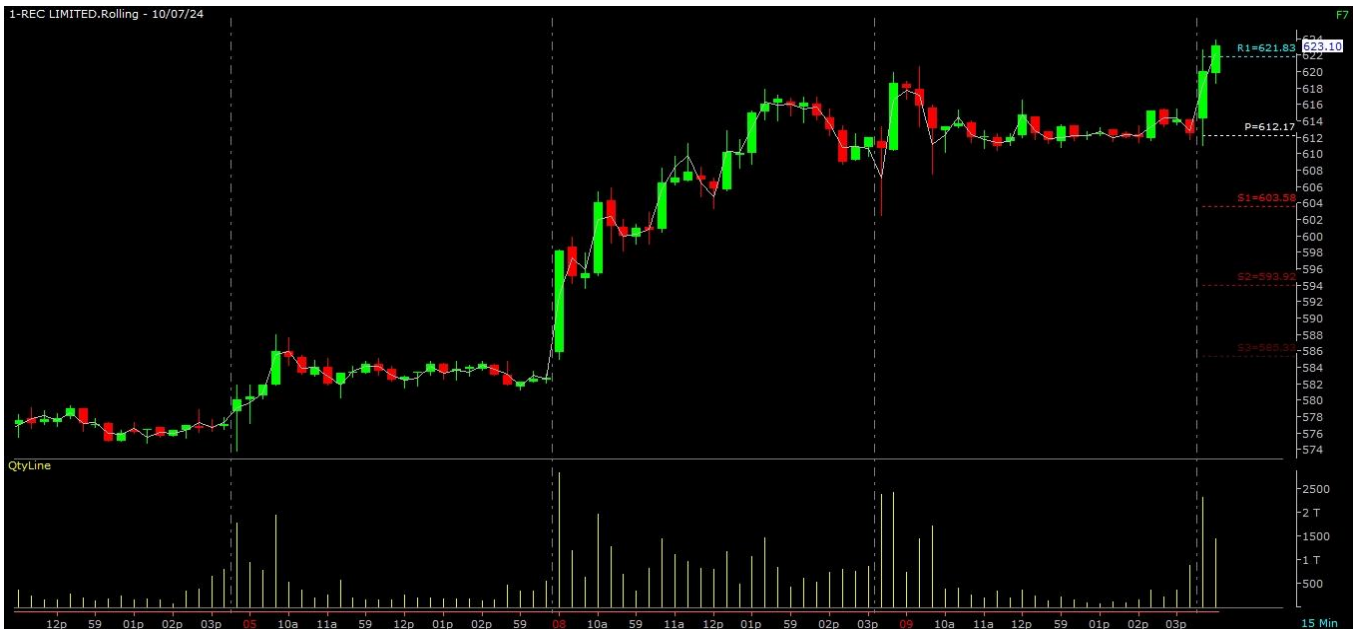 1-REC LIMITED.Rolling - 10/07/24
F7
624
623.10
R1=621.83
622
620
618
616
614
P=612.17
612
610
608
606
S1=603.58
604
602
600
598
596
S2=593.92
594
592
590
588
S3=585.33
586
584
582
580
578
576
574
QtyLine
2500
2 T
1500
1 T
500
12p 59 01p 02p 03p 05 10a 11a 59 12p 01p 02p 59 08 10a 59 11a 12p 01p 59 02p 03p 09 10a 11a 12p 59 01p 02p 03p
15 Min